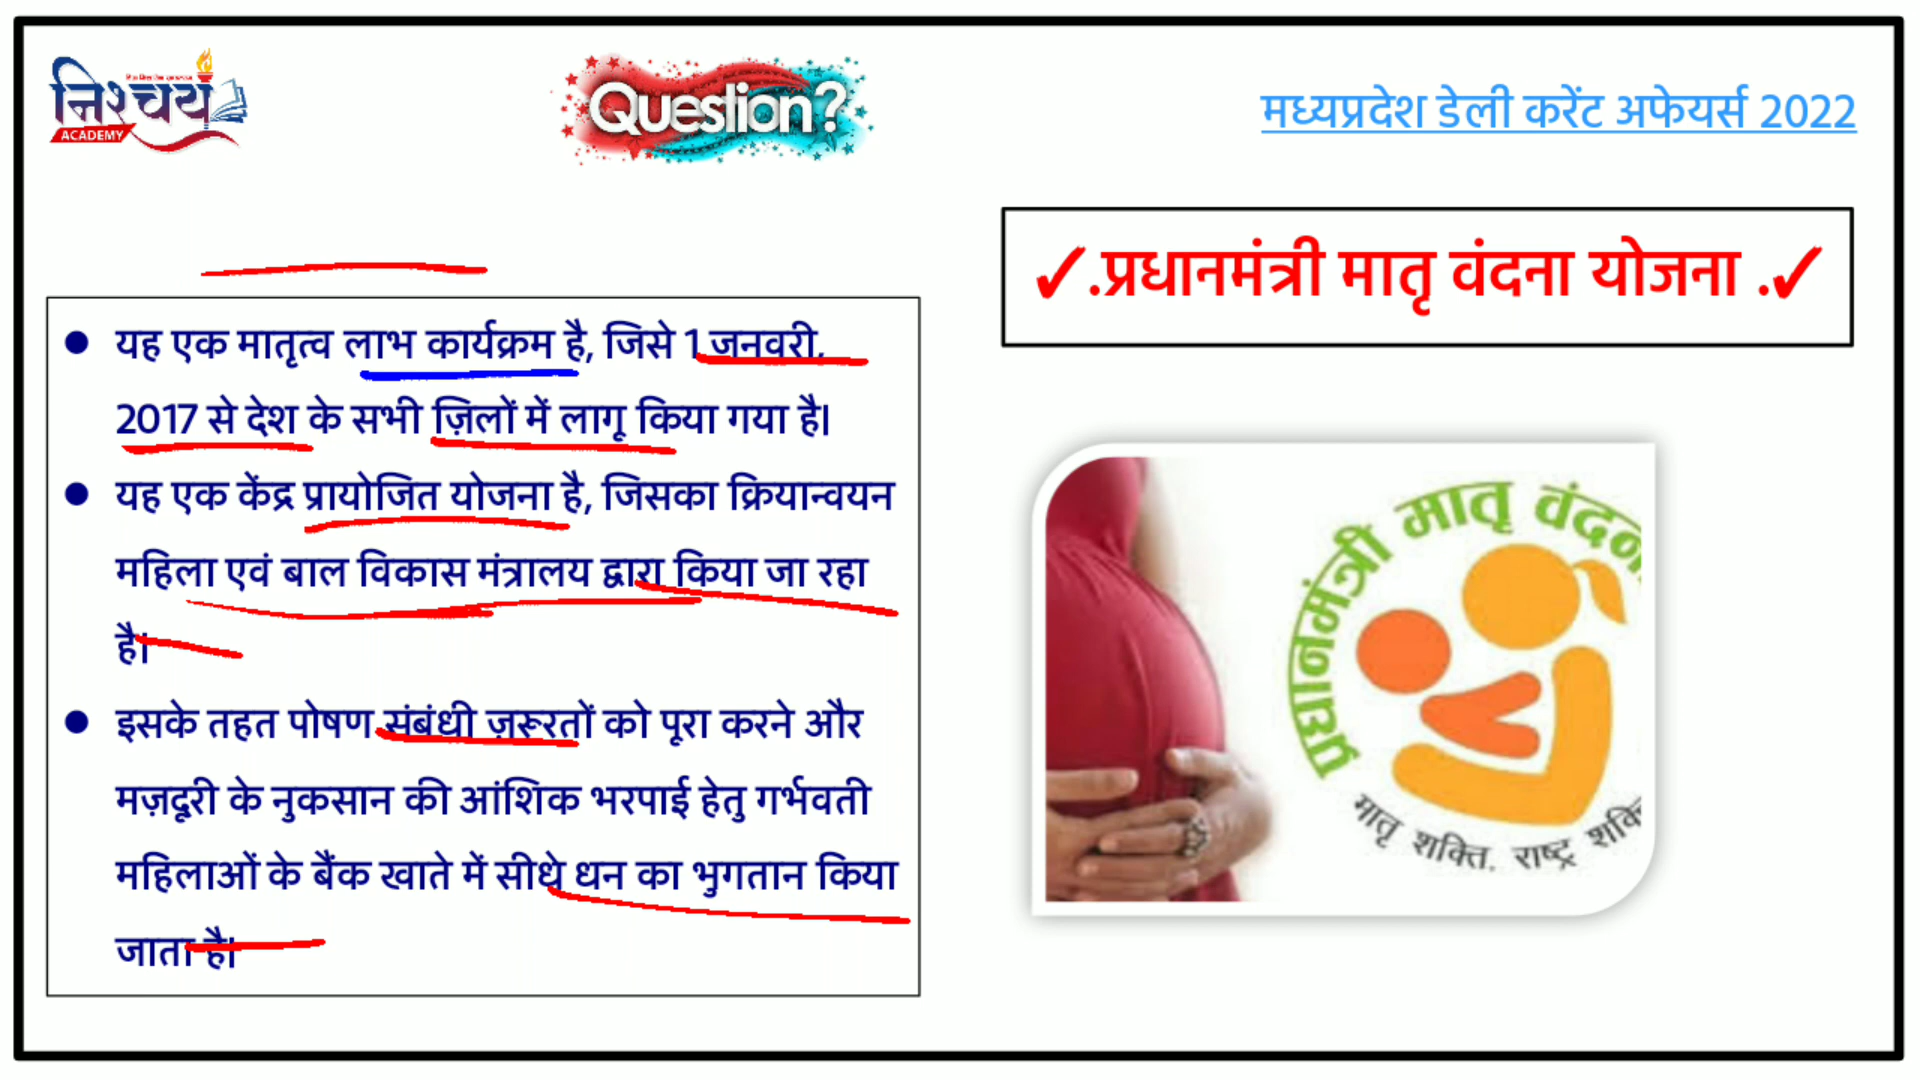 निश्चय
ACADEMY
Question?
मध्यप्रदेश डेली करेंट अफेयर्स 2022
✓.प्रधानमंत्री मातृ वंदना योजना .✓
● यह एक मातृत्व लाभ कार्यक्रम है, जिसे 1 जनवरी,
2017 से देश के सभी ज़िलों में लागू किया गया है।
● यह एक केंद्र प्रायोजित योजना है, जिसका क्रियान्वयन
महिला एवं बाल विकास मंत्रालय द्वारा किया जा रहा
है।
● इसके तहत पोषण संबंधी ज़रूरतों को पूरा करने और
मज़दूरी के नुकसान की आंशिक भरपाई हेतु गर्भवती
महिलाओं के बैंक खाते में सीधे धन का भुगतान किया
जाता है।
प्रधानमंत्री मातृ वंदना
मातृ शक्ति. राष्ट्र शक्ति